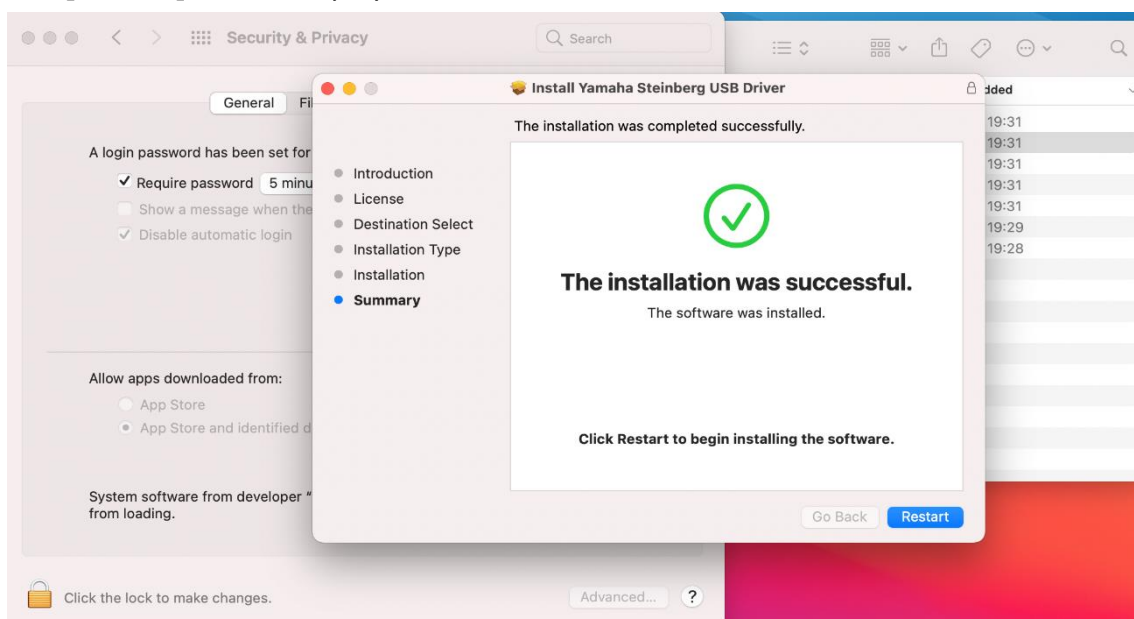 Security & Privacy
Search
General
A login password has been set for
Require password 5 minu
Show a message when the
Disable automatic login
Allow apps downloaded from:
App Store
App Store and identified d
System software from developer "
from loading.
Click the lock to make changes.
Advanced...
?
Install Yamaha Steinberg USB Driver
The installation was completed successfully.
Introduction
License
Destination Select
Installation Type
Installation
Summary
The installation was successful.
The software was installed.
Click Restart to begin installing the software.
Go Back
Restart
dded
19:31
19:31
19:31
19:31
19:31
19:29
19:28